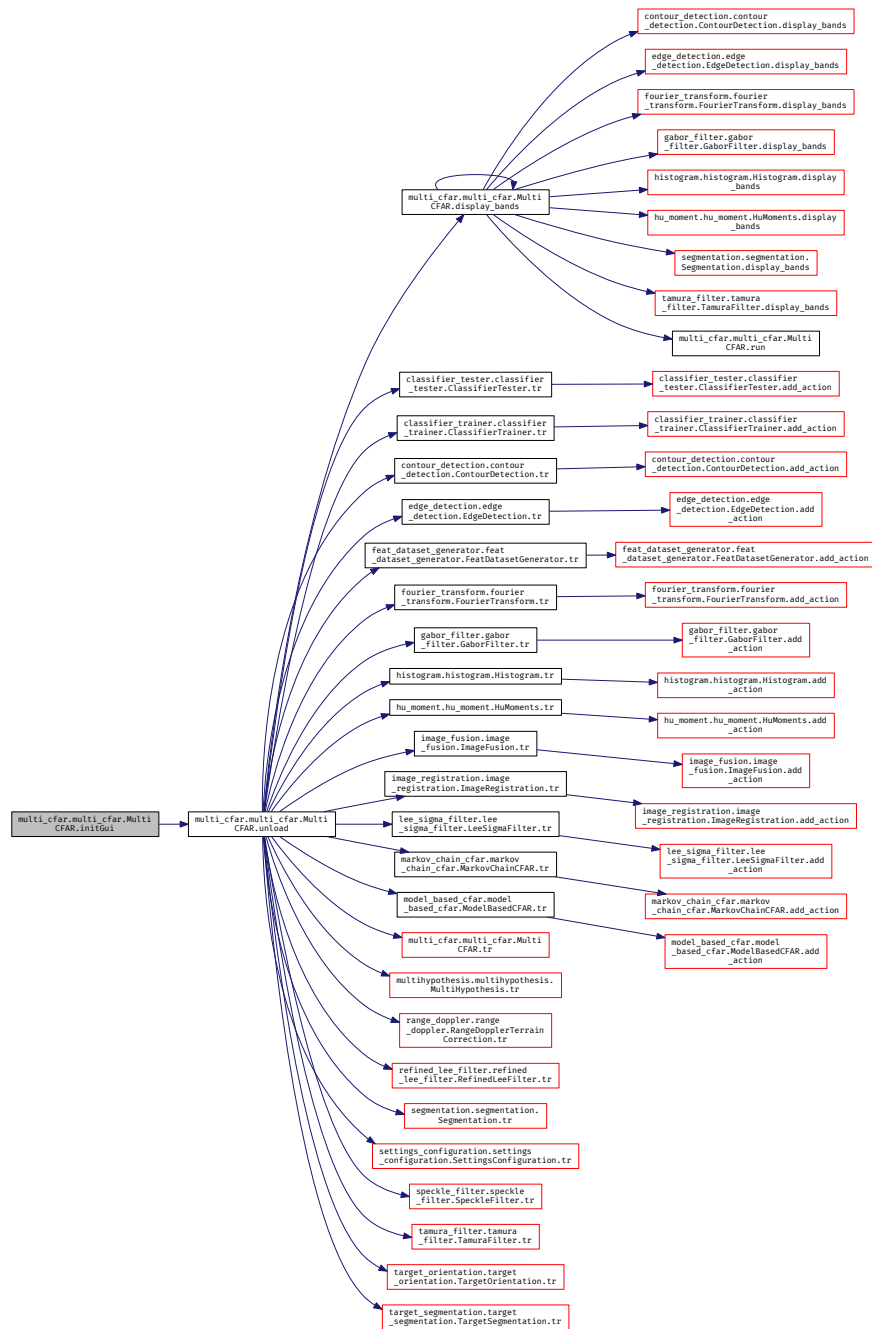 contour_detection.contour
_detection.ContourDetection.display_bands
edge_detection.edge
_detection.EdgeDetection.display_bands
fourier_transform.fourier
_transform.FourierTransform.display_bands
gabor_filter.gabor
_filter.GaborFilter.display_bands
histogram.histogram.Histogram.display
_bands
multi_cfar.multi_cfar.Multi
CFAR.display_bands
hu_moment.hu_moment.HuMoments.display
_bands
segmentation.segmentation.
Segmentation.display_bands
tamura_filter.tamura
_filter.TamuraFilter.display_bands
multi_cfar.multi_cfar.Multi
CFAR.run
classifier_tester.classifier
_tester.ClassifierTester.tr
classifier_tester.classifier
_tester.ClassifierTester.add_action
classifier_trainer.classifier
_trainer.ClassifierTrainer.tr
classifier_trainer.classifier
_trainer.ClassifierTrainer.add_action
contour_detection.contour
_detection.ContourDetection.tr
contour_detection.contour
_detection.ContourDetection.add_action
edge_detection.edge
_detection.EdgeDetection.tr
edge_detection.edge
_detection.EdgeDetection.add
_action
feat_dataset_generator.feat
_dataset_generator.FeatDatasetGenerator.tr
feat_dataset_generator.feat
_dataset_generator.FeatDatasetGenerator.add_action
fourier_transform.fourier
_transform.FourierTransform.tr
fourier_transform.fourier
_transform.FourierTransform.add_action
gabor_filter.gabor
_filter.GaborFilter.tr
gabor_filter.gabor
_filter.GaborFilter.add
_action
histogram.histogram.Histogram.tr
histogram.histogram.Histogram.add
_action
hu_moment.hu_moment.HuMoments.tr
hu_moment.hu_moment.HuMoments.add
_action
image_fusion.image
_fusion.ImageFusion.tr
image_fusion.image
_fusion.ImageFusion.add
_action
image_registration.image
_registration.ImageRegistration.tr
image_registration.image
_registration.ImageRegistration.add_action
multi_cfar.multi_cfar.Multi
CFAR.initGui
multi_cfar.multi_cfar.Multi
CFAR.unload
lee_sigma_filter.lee
_sigma_filter.LeeSigmaFilter.tr
lee_sigma_filter.lee
_sigma_filter.LeeSigmaFilter.add
_action
markov_chain_cfar.markov
_chain_cfar.MarkovChainCFAR.tr
markov_chain_cfar.markov
_chain_cfar.MarkovChainCFAR.add_action
model_based_cfar.model
_based_cfar.ModelBasedCFAR.tr
model_based_cfar.model
_based_cfar.ModelBasedCFAR.add
_action
multi_cfar.multi_cfar.Multi
CFAR.tr
multihypothesis.multihypothesis.
MultiHypothesis.tr
range_doppler.range
_doppler.RangeDopplerTerrain
Correction.tr
refined_lee_filter.refined
_lee_filter.RefinedLeeFilter.tr
segmentation.segmentation.
Segmentation.tr
settings_configuration.settings
_configuration.SettingsConfiguration.tr
speckle_filter.speckle
_filter.SpeckleFilter.tr
tamura_filter.tamura
_filter.TamuraFilter.tr
target_orientation.target
_orientation.TargetOrientation.tr
target_segmentation.target
_segmentation.TargetSegmentation.tr